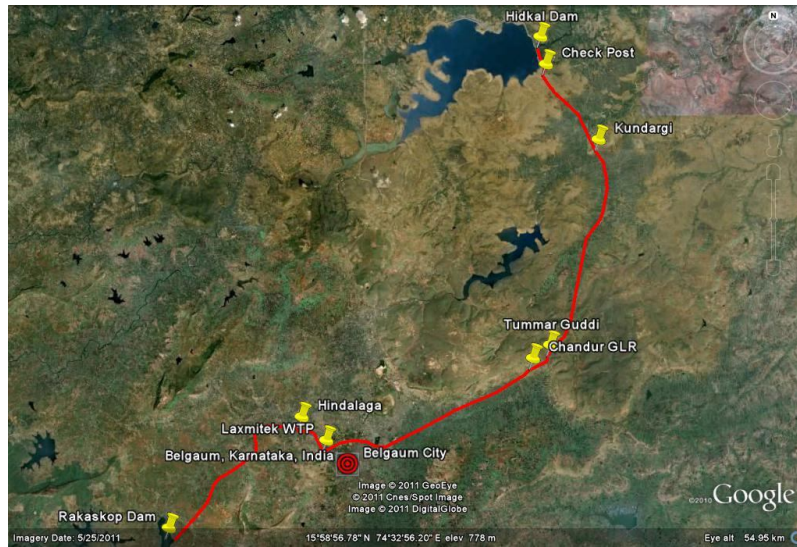 Hidkal Dam
N
Check Post
Kundargi
Tummar Guddi
Chandur GLR
Hindalaga
Laxmitek WTP
Belgaum, Karnataka, India
Belgaum City
Image © 2011 GeoEye
© 2011 Cnes/Spot Image
Image © 2011 DigitalGlobe
©2010 Google
Rakaskop Dam
Imagery Date: 5/25/2011 15°58'56.78" N 74°32'56.20" E elev 778 m Eye alt 54.95 km